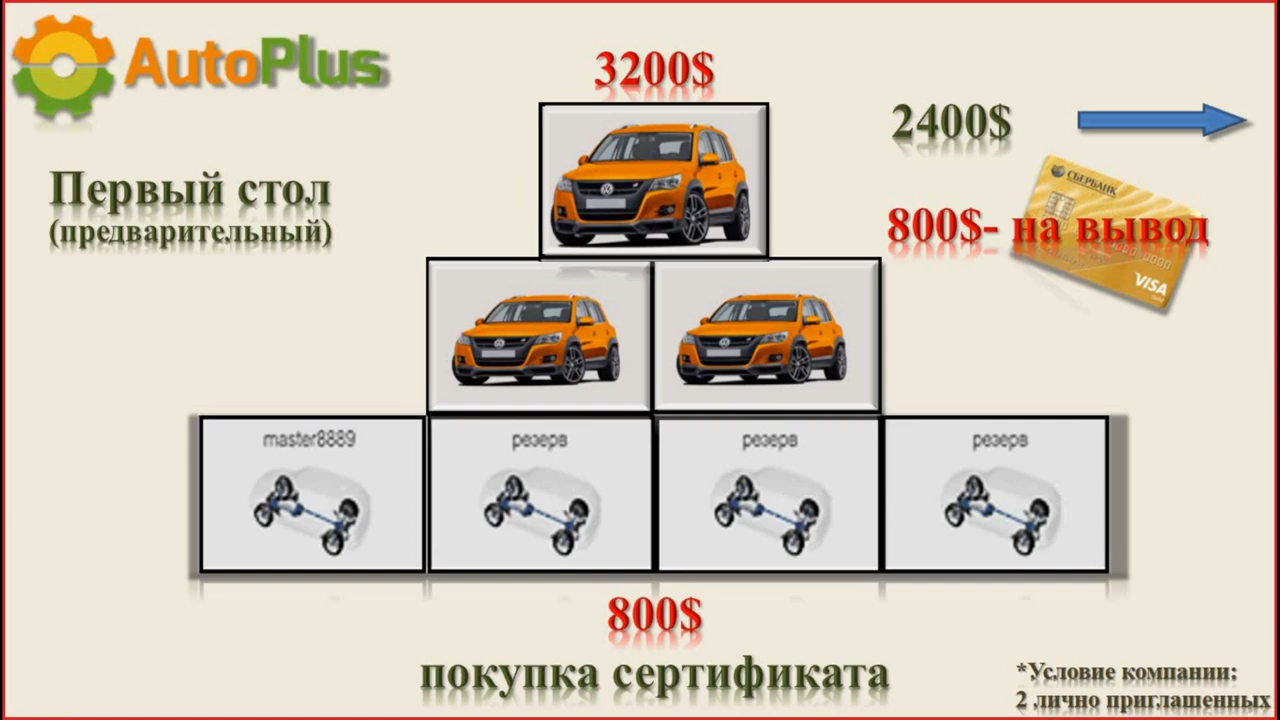 AutoPlus
3200$
2400$
Первый стол
(предварительный)
СБЕРБАНК
800$- на вывод
VISA
master8889
резерв
резерв
резерв
800$
покупка сертификата
*Условие компании:
2 лично приглашенных